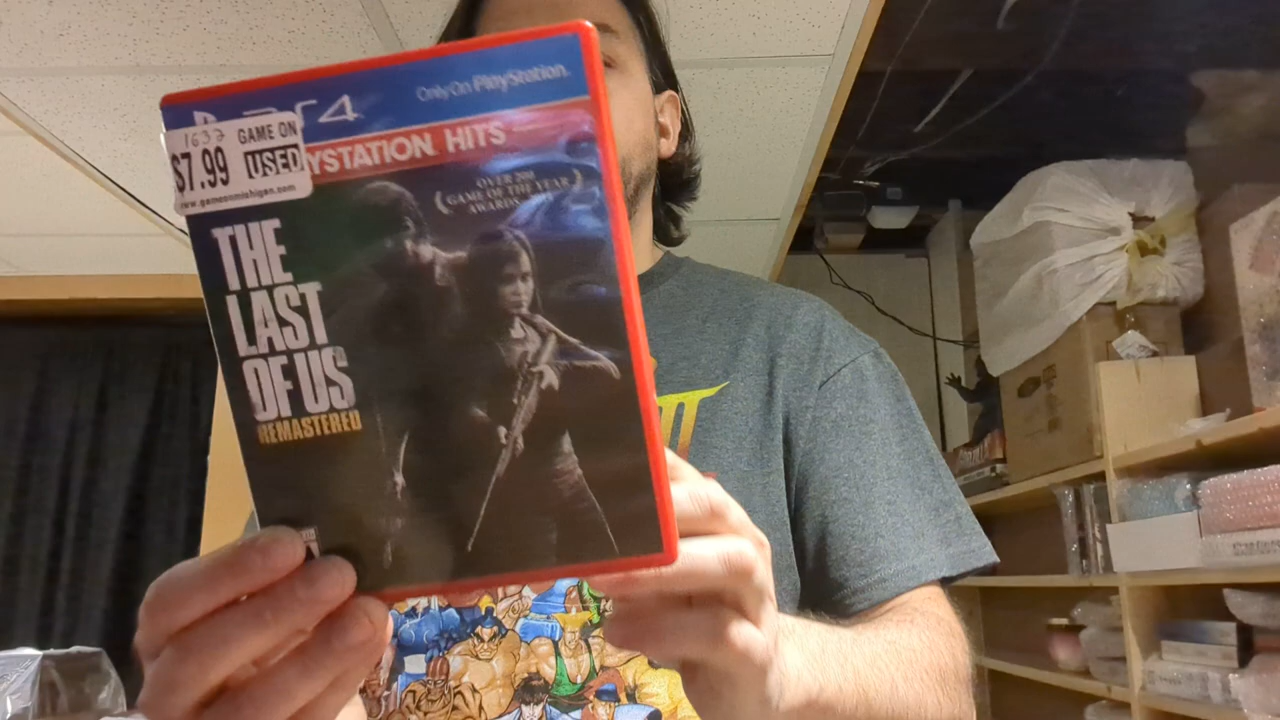 PS4
Only On PlayStation.
1637
GAME ON
$7.99 USED
www.gameonmichigan.com
YSTATION HITS
OVER 200
GAME OF THE YEAR
AWARDS
THE
LAST
OF US
REMASTERED